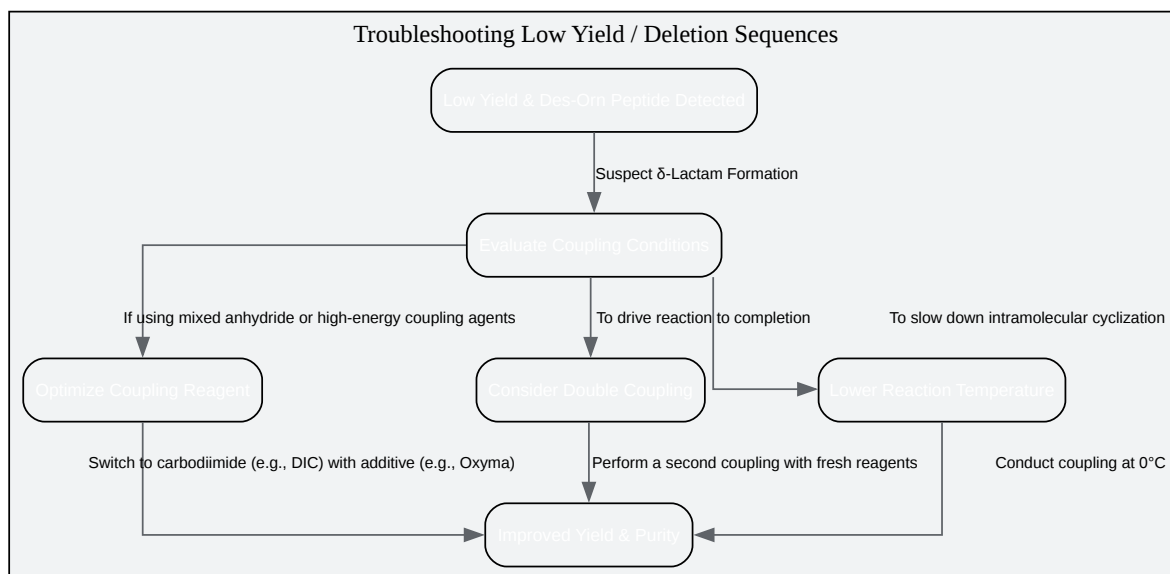 Troubleshooting Low Yield / Deletion Sequences
Low Yield & Des-Orn Peptide Detected
Suspect δ-Lactam Formation
Evaluate Coupling Conditions
If using mixed anhydride or high-energy coupling agents
To drive reaction to completion
To slow down intramolecular cyclization
Optimize Coupling Reagent
Consider Double Coupling
Lower Reaction Temperature
Switch to carbodiimide (e.g., DIC) with additive (e.g., Oxyma)
Perform a second coupling with fresh reagents
Conduct coupling at 0°C
Improved Yield & Purity